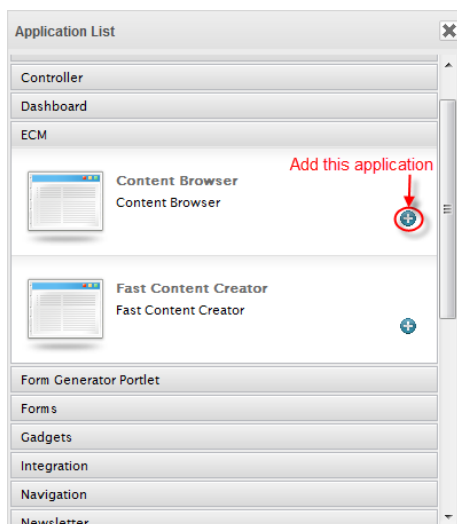 Application List
Controller
Dashboard
ECM
Add this application
Content Browser
Content Browser
Fast Content Creator
Fast Content Creator
Form Generator Portlet
Forms
Gadgets
Integration
Navigation
Newsletter